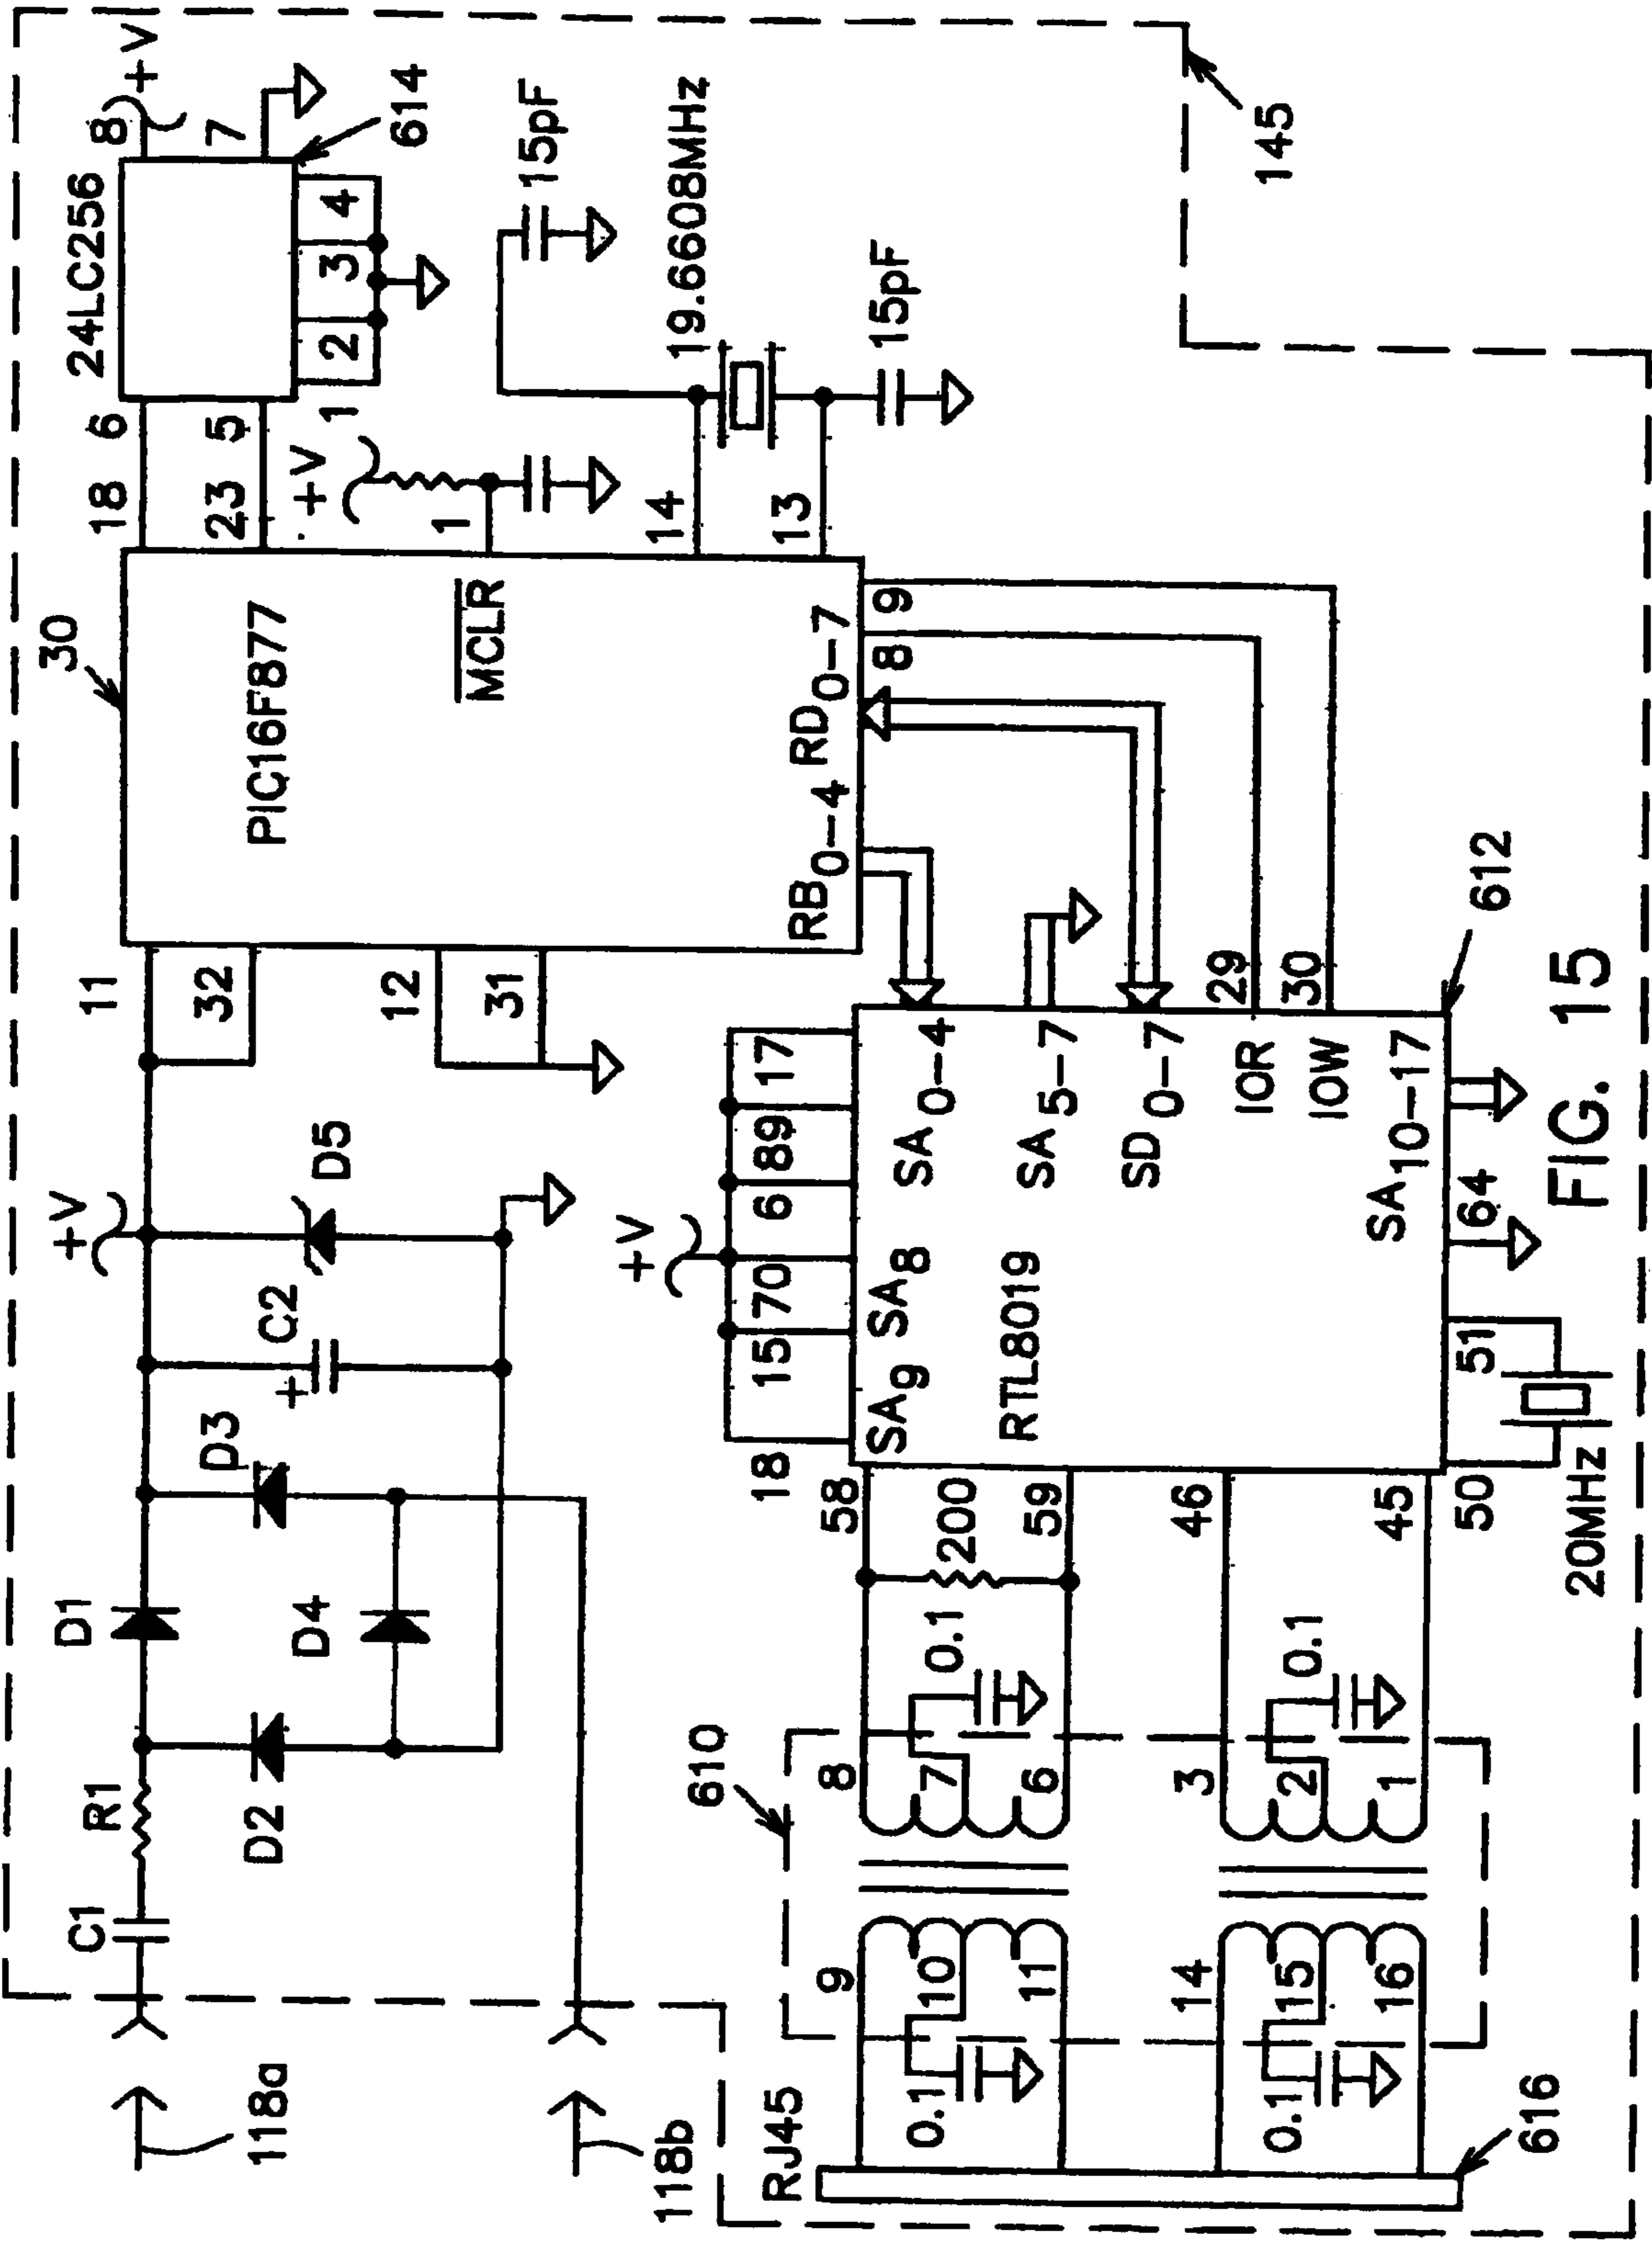 118a
118b
C1
R1
D1
D2
D3
D4
C2
D5
+V
11
32
12
31
30
PIC16F877
MCLR
RB0-4
RD0-7
18
23
6
5
24LC256
8
7
+V
614
1
2
3
4
+V
1
14
13
15pF
19.6608MHz
15pF
8
9
145
RJ45
616
0.1
0.1
9
10
11
14
15
16
610
8
7
6
3
2
1
0.1
0.1
200
58
59
46
45
50
51
20MHz
64
+V
18
15
70
6
89
17
SA9
SA8
RTL8019
SA0-4
SA5-7
SD0-7
IOR
IOW
SA10-17
29
30
612
FIG. 15